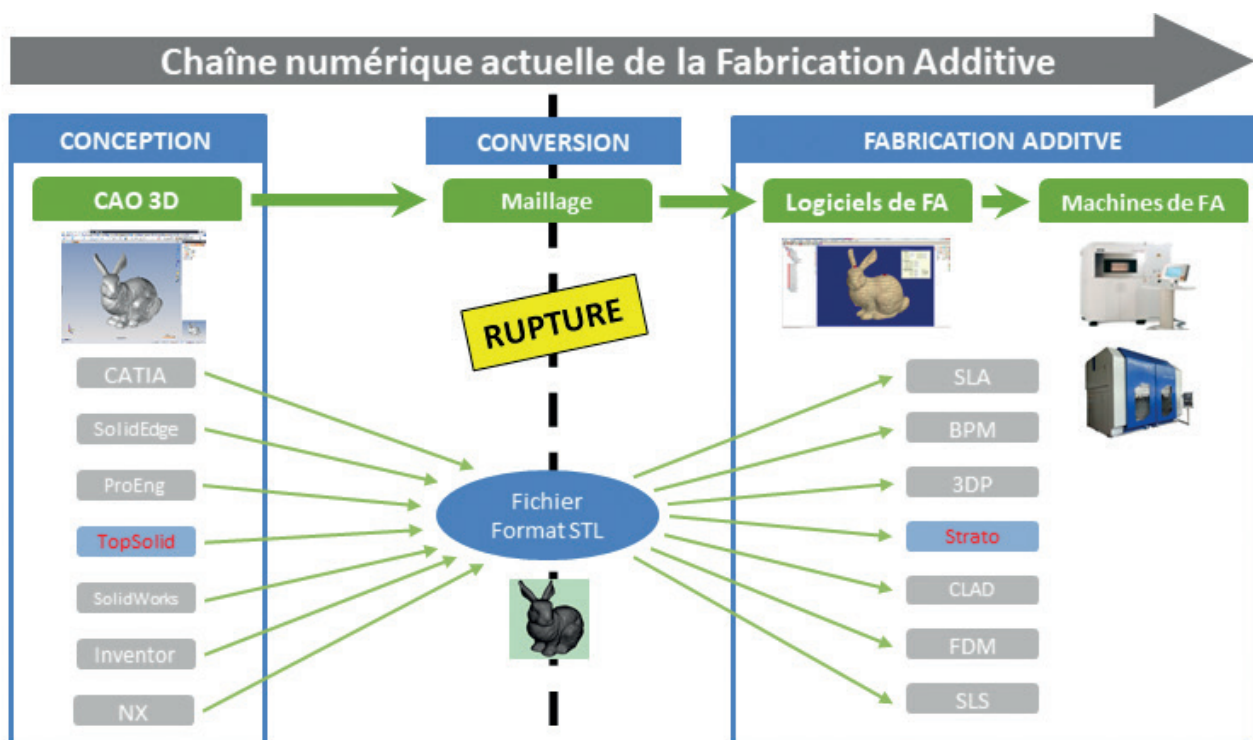 Chaîne numérique actuelle de la Fabrication Additive
CONCEPTION
CAO 3D
CATIA
SolidEdge
ProEng
TopSolid
SolidWorks
Inventor
NX
CONVERSION
Maillage
RUPTURE
Fichier
Format STL
FABRICATION ADDITVE
Logiciels de FA
Machines de FA
SLA
BPM
3DP
Strato
CLAD
FDM
SLS